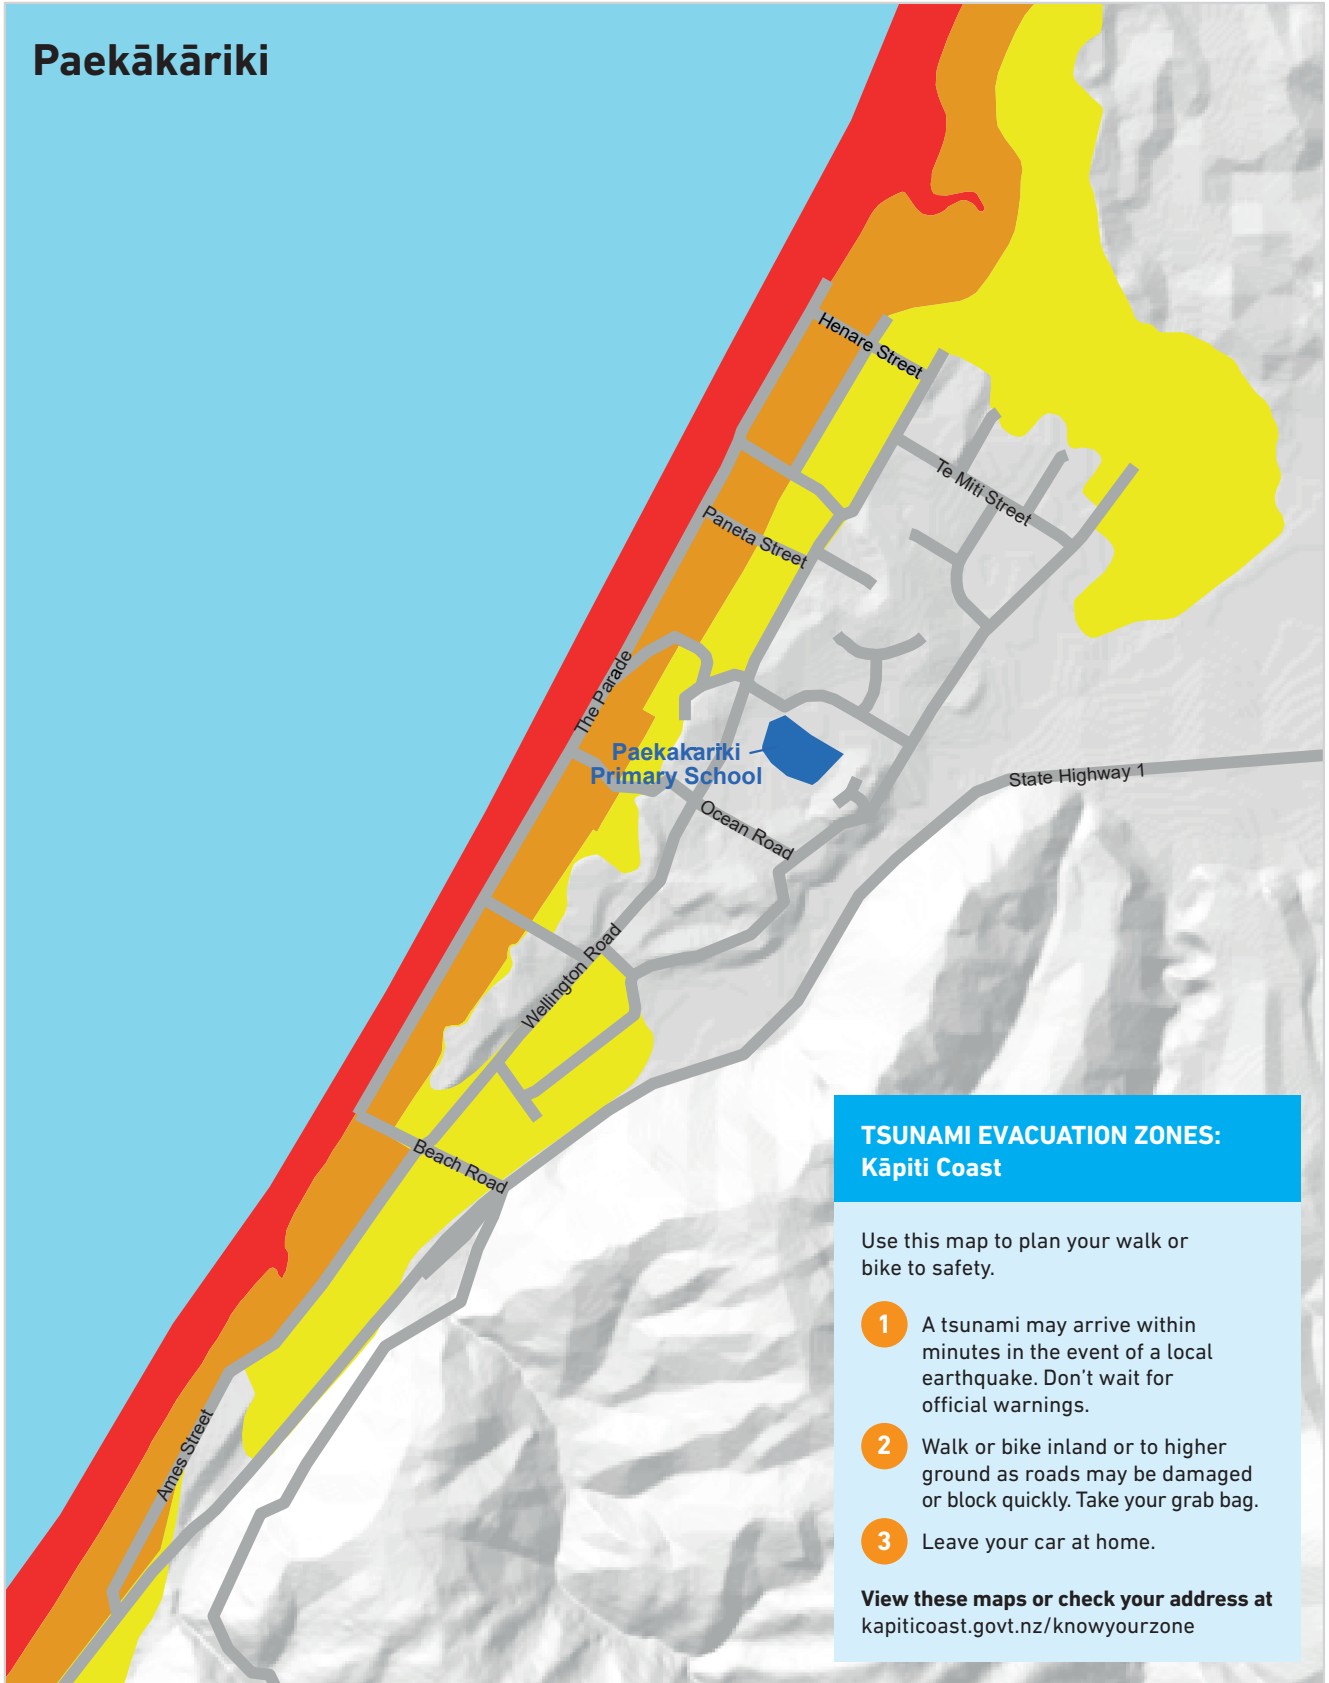 Paekākāriki
Henare Street
Te Miti Street
Paneta Street
The Parade
Paekakariki
Primary School
State Highway 1
Ocean Road
Wellington Road
Beach Road
Ames Street
TSUNAMI EVACUATION ZONES:
Kāpiti Coast
Use this map to plan your walk or
bike to safety.
1 A tsunami may arrive within
minutes in the event of a local
earthquake. Don't wait for
official warnings.
2 Walk or bike inland or to higher
ground as roads may be damaged
or block quickly. Take your grab bag.
3 Leave your car at home.
View these maps or check your address at
kapiticoast.govt.nz/knowyourzone